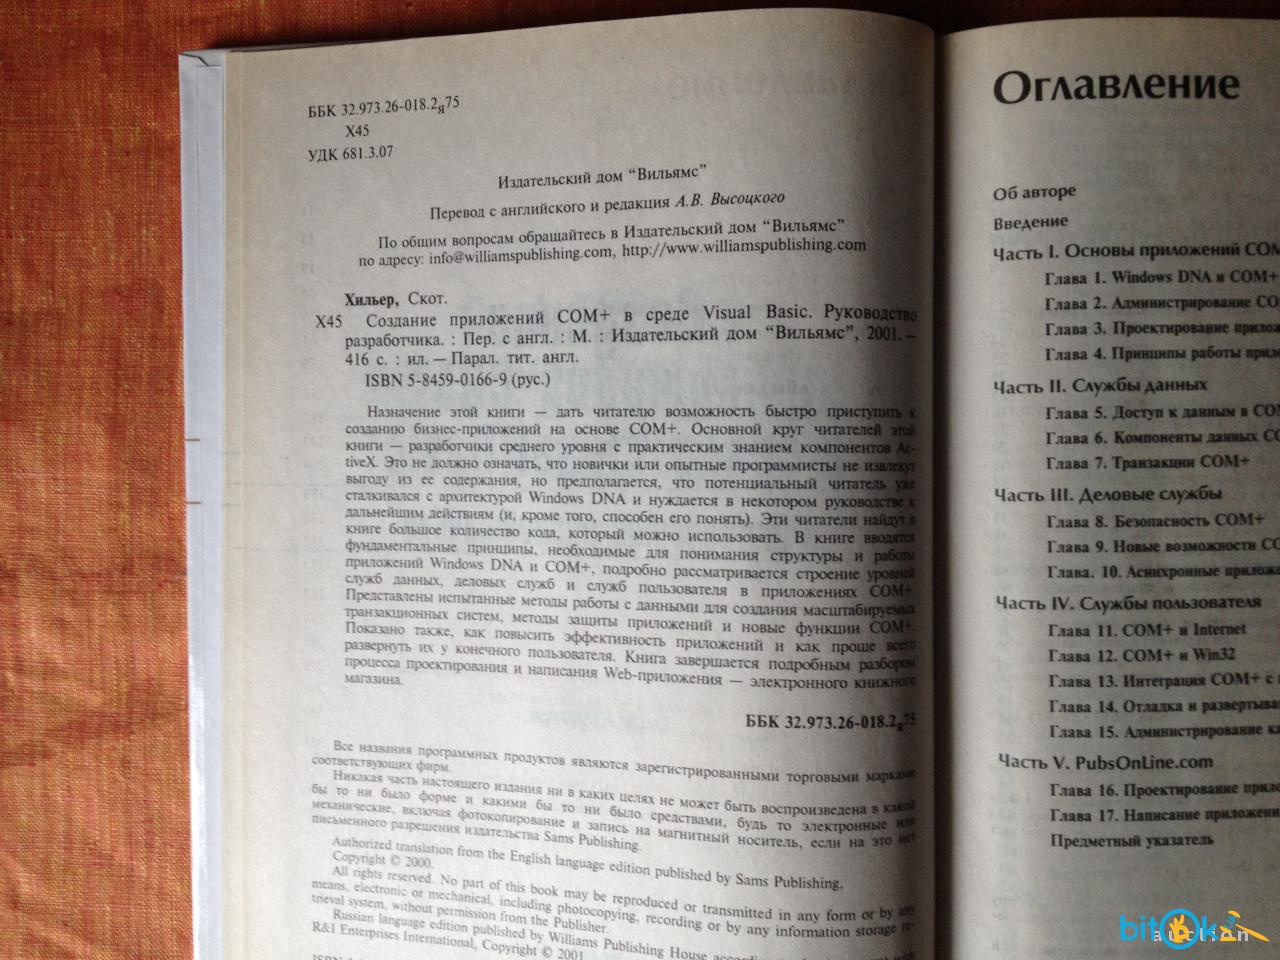 ББК 32.973.26-018.2я75
Х45
УДК 681.3.07
Издательский дом “Вильямс”
Перевод с английского и редакция А.В. Высоцкого
По общим вопросам обращайтесь в Издательский дом “Вильямс”
по адресу: info@williamspublishing.com, http://www.williamspublishing.com
Хильер, Скот.
Х45 Создание приложений COM+ в среде Visual Basic. Руководство
разработчика. : Пер. с англ. : М. : Издательский дом “Вильямс”, 2001. —
416 с. : ил. — Парал. тит. англ.
ISBN 5-8459-0166-9 (рус.)
Назначение этой книги — дать читателю возможность быстро приступить к
созданию бизнес-приложений на основе COM+. Основной круг читателей этой
книги — разработчики среднего уровня с практическим знанием компонентов Ac-
tiveX. Это не должно означать, что новички или опытные программисты не извлекут
выгоду из ее содержания, но предполагается, что потенциальный читатель уже
сталкивался с архитектурой Windows DNA и нуждается в некотором руководстве к
дальнейшим действиям (и, кроме того, способен его понять). Эти читатели найдут в
книге большое количество кода, который можно использовать. В книге вводятся
фундаментальные принципы, необходимые для понимания структуры и работы
приложений Windows DNA и COM+, подробно рассматривается строение уровней
служб данных, деловых служб и служб пользователя в приложениях COM+.
Представлены испытанные методы работы с данными для создания масштабируемых
транзакционных систем, методы защиты приложений и новые функции COM+.
Показано также, как повысить эффективность приложений и как проще всего
развернуть их у конечного пользователя. Книга завершается подробным разбором
процесса проектирования и написания Web-приложения — электронного книжного
магазина.
ББК 32.973.26-018.2я75
Все названия программных продуктов являются зарегистрированными торговыми марками
соответствующих фирм.
Никакая часть настоящего издания ни в каких целях не может быть воспроизведена в какой
бы то ни было форме и какими бы то ни было средствами, будь то электронные или
механические, включая фотокопирование и запись на магнитный носитель, если на это нет
письменного разрешения издательства Sams Publishing.
Authorized translation from the English language edition published by Sams Publishing,
Copyright © 2000.
All rights reserved. No part of this book may be reproduced or transmitted in any form or by any
means, electronic or mechanical, including photocopying, recording or by any information storage re-
trieval system, without permission from the Publisher.
Russian language edition published by Williams Publishing House according to the
R&I Enterprises International, Copyright © 2001
Оглавление
Об авторе
Введение
Часть I. Основы приложений COM
Глава 1. Windows DNA и COM+
Глава 2. Администрирование CO
Глава 3. Проектирование прилож
Глава 4. Принципы работы прил
Часть II. Службы данных
Глава 5. Доступ к данным в CO
Глава 6. Компоненты данных CO
Глава 7. Транзакции COM+
Часть III. Деловые службы
Глава 8. Безопасность COM+
Глава 9. Новые возможности CO
Глава. 10. Асинхронные приложе
Часть IV. Службы пользователя
Глава 11. COM+ и Internet
Глава 12. COM+ и Win32
Глава 13. Интеграция COM+ с
Глава 14. Отладка и развертыва
Глава 15. Администрирование ка
Часть V. PubsOnLine.com
Глава 16. Проектирование прил
Глава 17. Написание приложени
Предметный указатель
bitOk
auction